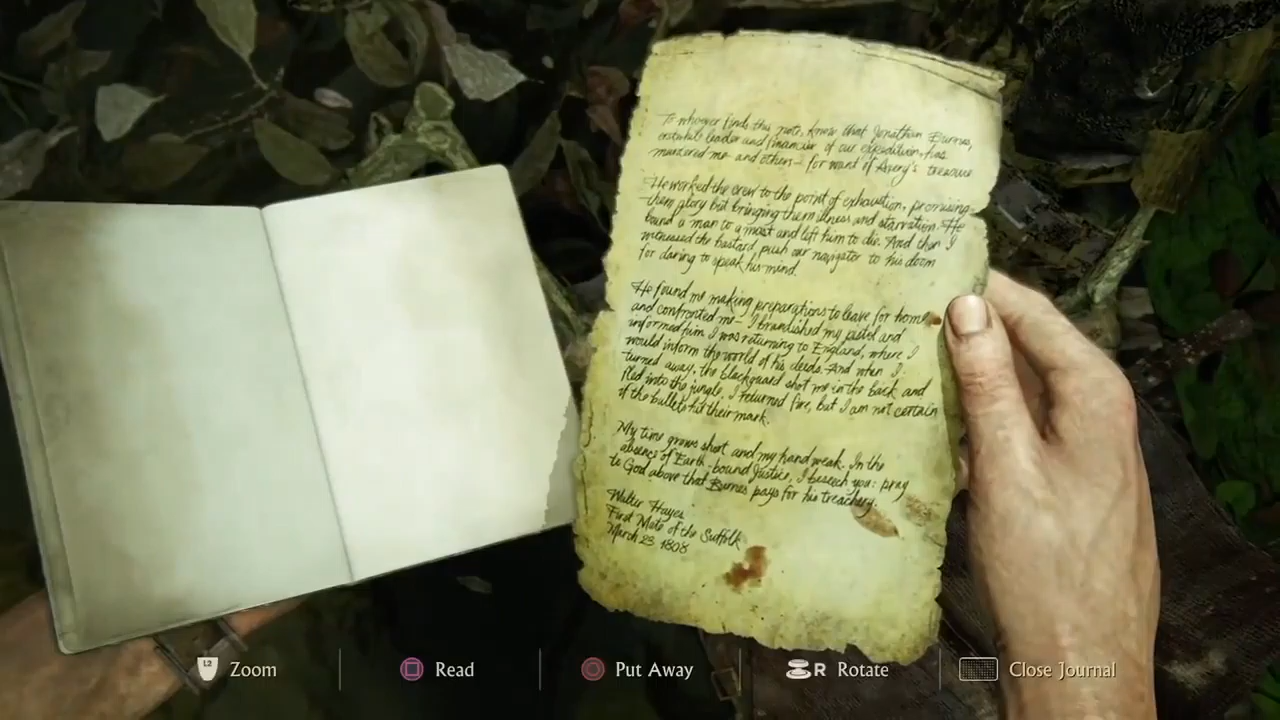 To whoever finds this note, know that Jonathan Burnes,
erstwhile leader and financier of our expedition, has
murdered me and others – for want of Avery's treasure
He worked the crew to the point of exhaustion, promising
them glory but bringing them illness and starvation. He
bound a man to a mast and left him to die. And then I
witnessed the bastard push our navigator to his doom
for daring to speak his mind.
He found me making preparations to leave for home
and confronted me – I brandished my pistol and
informed him I was returning to England, where I
would inform the world of his deeds. And when I
turned away, the blackguard shot me in the back and
fled into the jungle. I returned fire, but I am not certain
if the bullets hit their mark.
My time grows short and my hand weak. In the
absence of Earth-bound Justice, I beseech you: pray
to God above that Burnes pays for his treachery.
Walter Hayes
First Mate of the Suffolk
March 23 1808
L2 Zoom
Read
Put Away
R Rotate
Close Journal